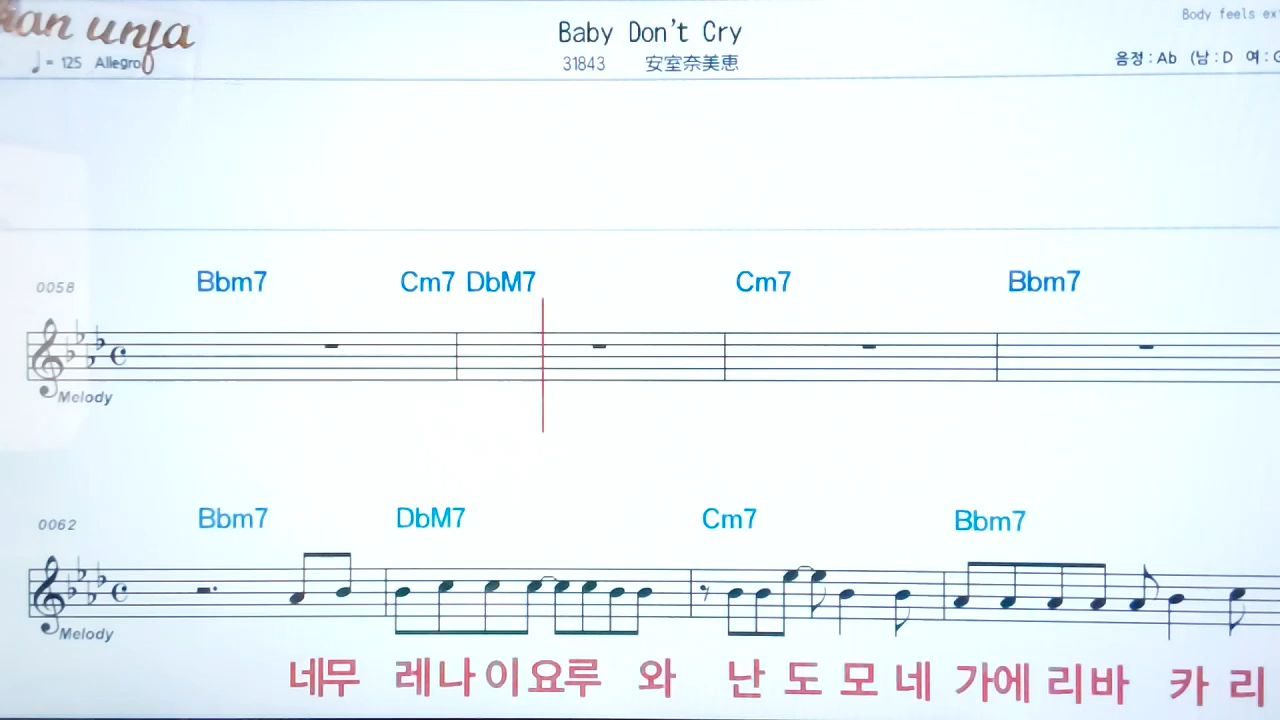 Baby Don't Cry
Body feels
♩= 125 Allegro
31843 安室奈美恵
음정 : Ab (남 : D 여 :
0058
Bbm7 Cm7 DbM7 Cm7 Bbm7
Melody
0062
Bbm7 DbM7 Cm7 Bbm7
Melody
네무 레나이요루 와 난 도 모 네 가에 리바 카 리